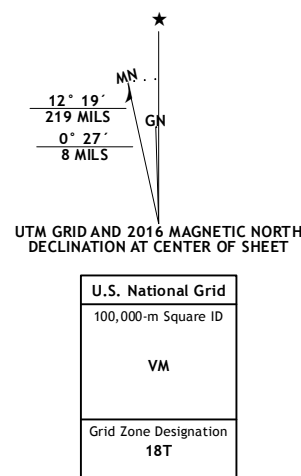 ★
MN
GN
12° 19´
219 MILS
0° 27´
8 MILS
UTM GRID AND 2016 MAGNETIC NORTH
DECLINATION AT CENTER OF SHEET
U.S. National Grid
100,000-m Square ID
VM
Grid Zone Designation
18T